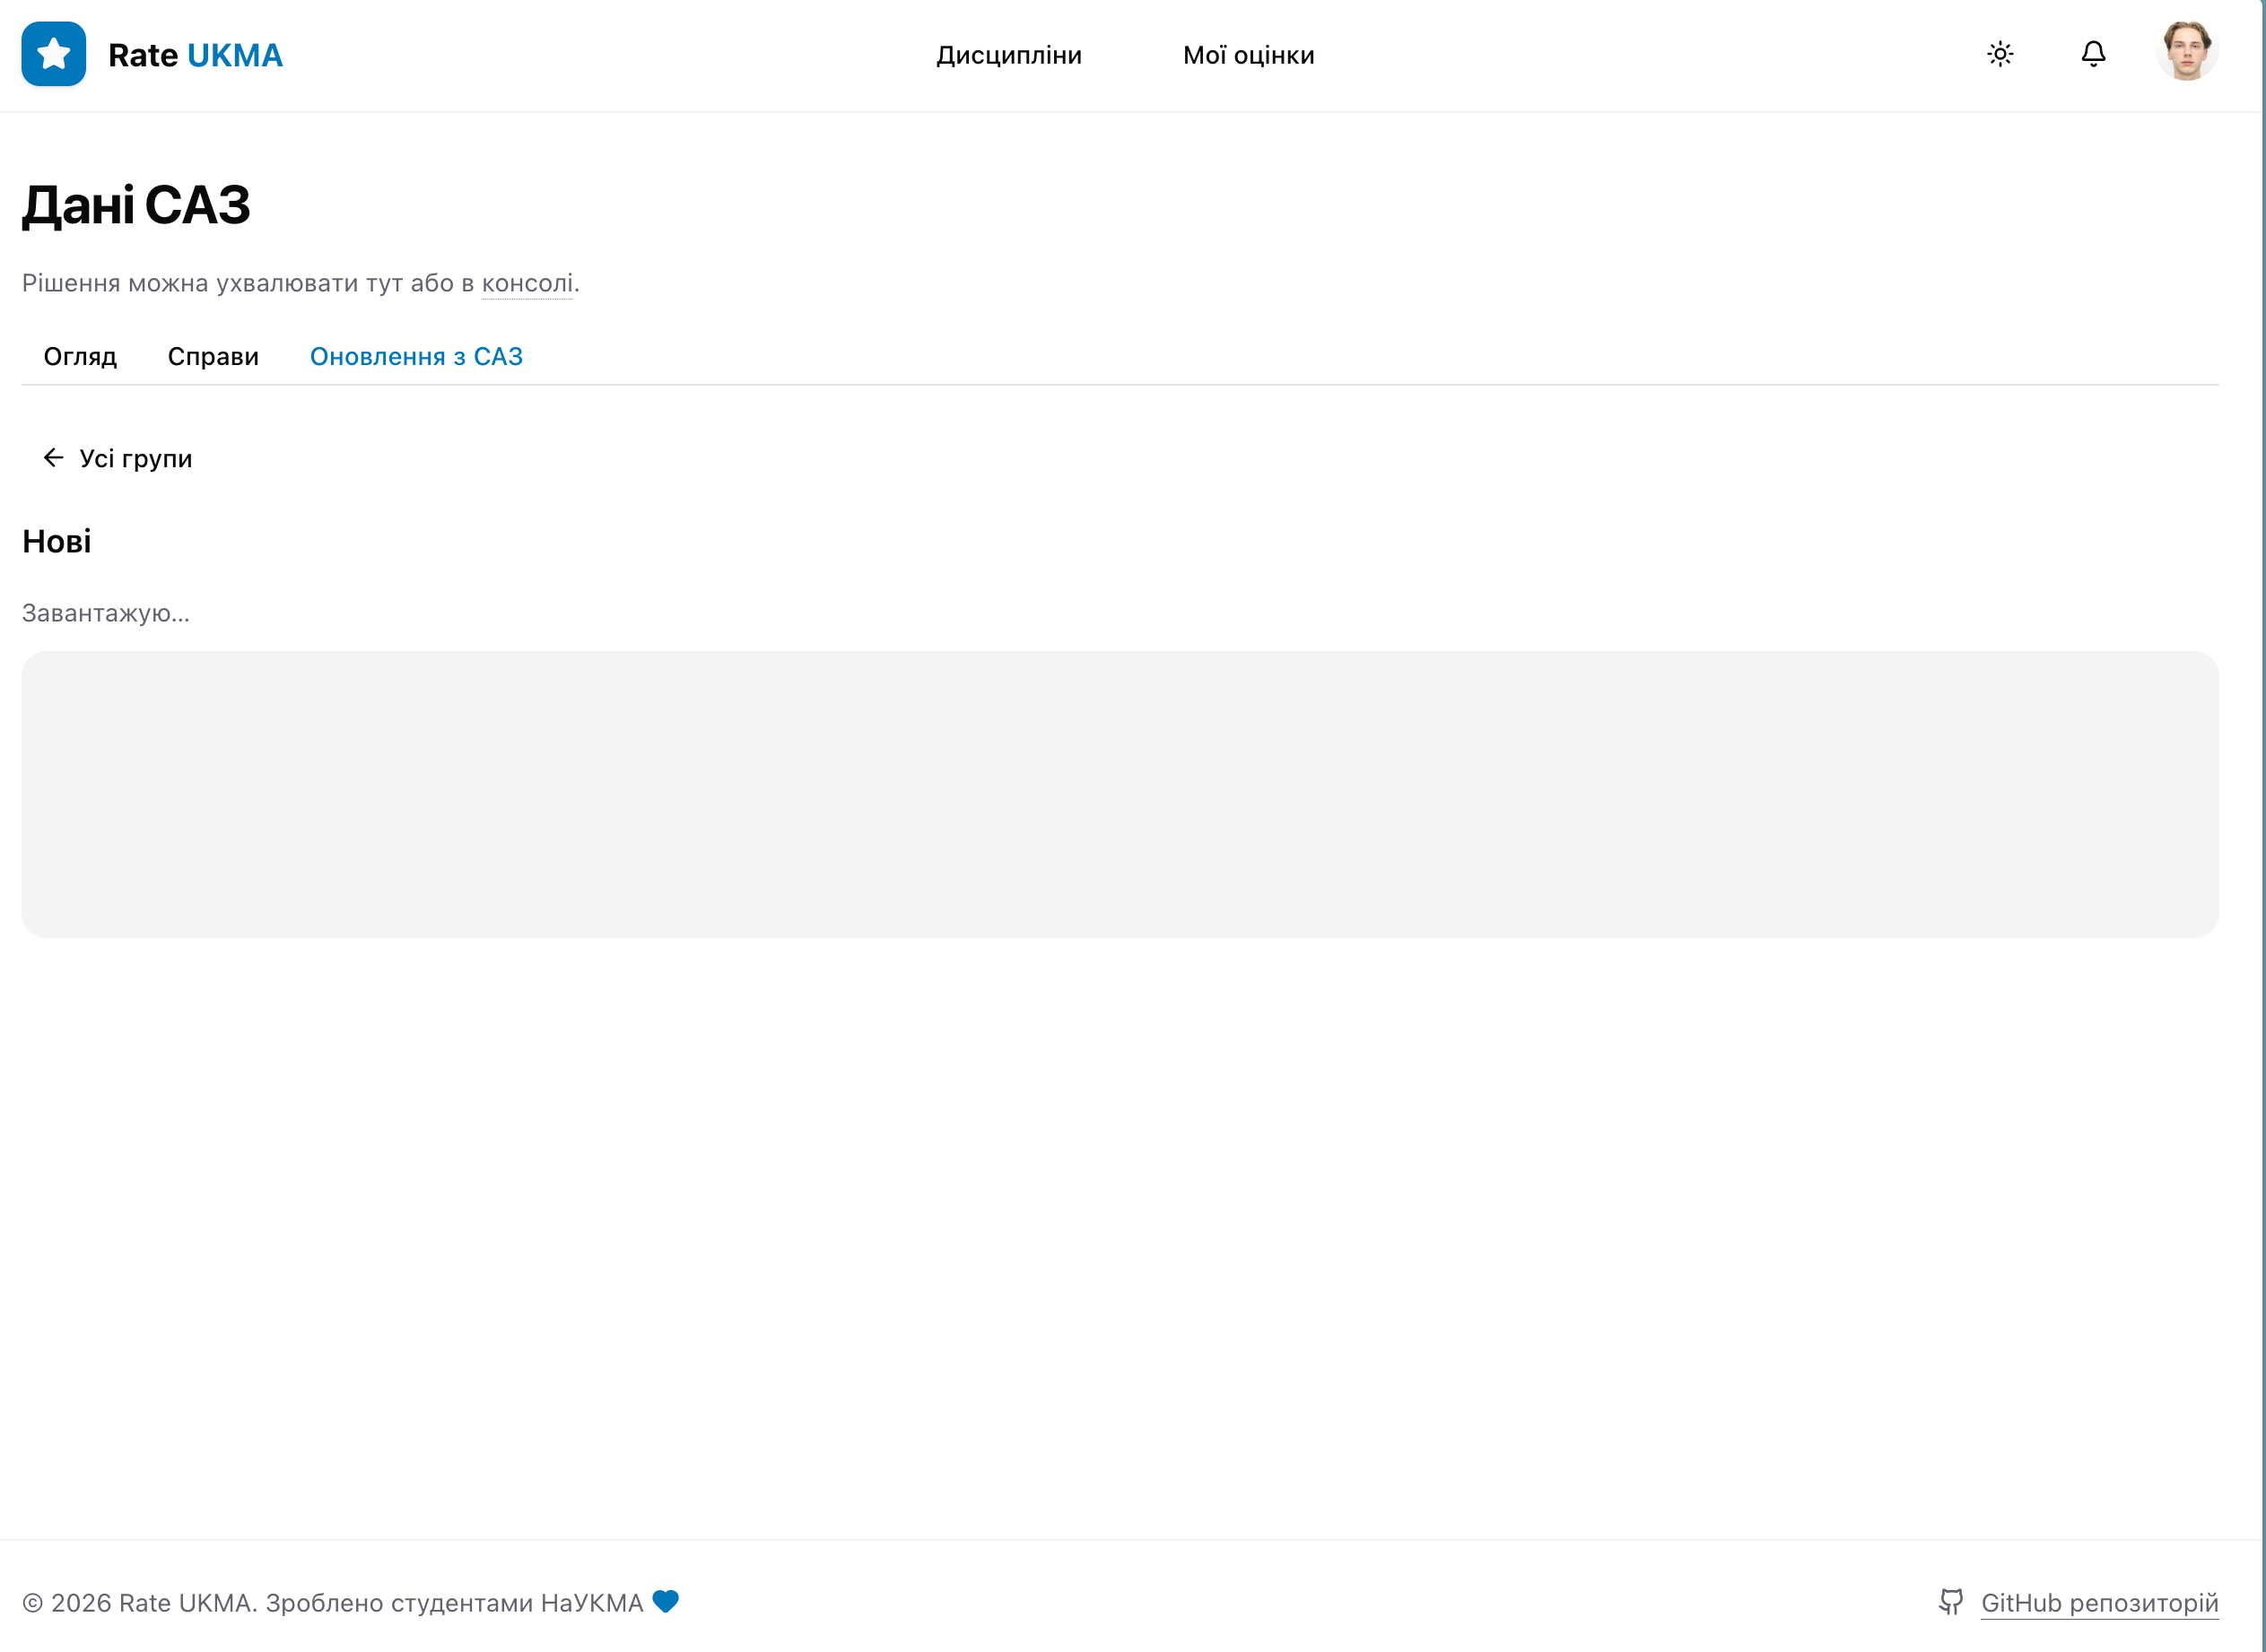 Rate UKMA
Дисципліни
Мої оцінки
Дані САЗ
Рішення можна ухвалювати тут або в консолі.
Огляд
Справи
Оновлення з САЗ
← Усі групи
Нові
Завантажую...
© 2026 Rate UKMA. Зроблено студентами НаУКМА
GitHub репозиторій